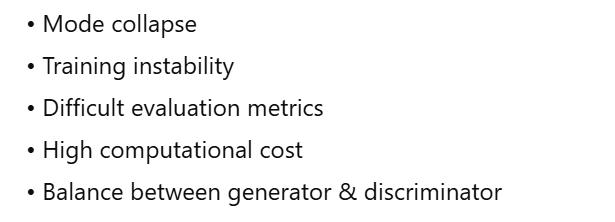 • Mode collapse
• Training instability
• Difficult evaluation metrics
• High computational cost
• Balance between generator & discriminator